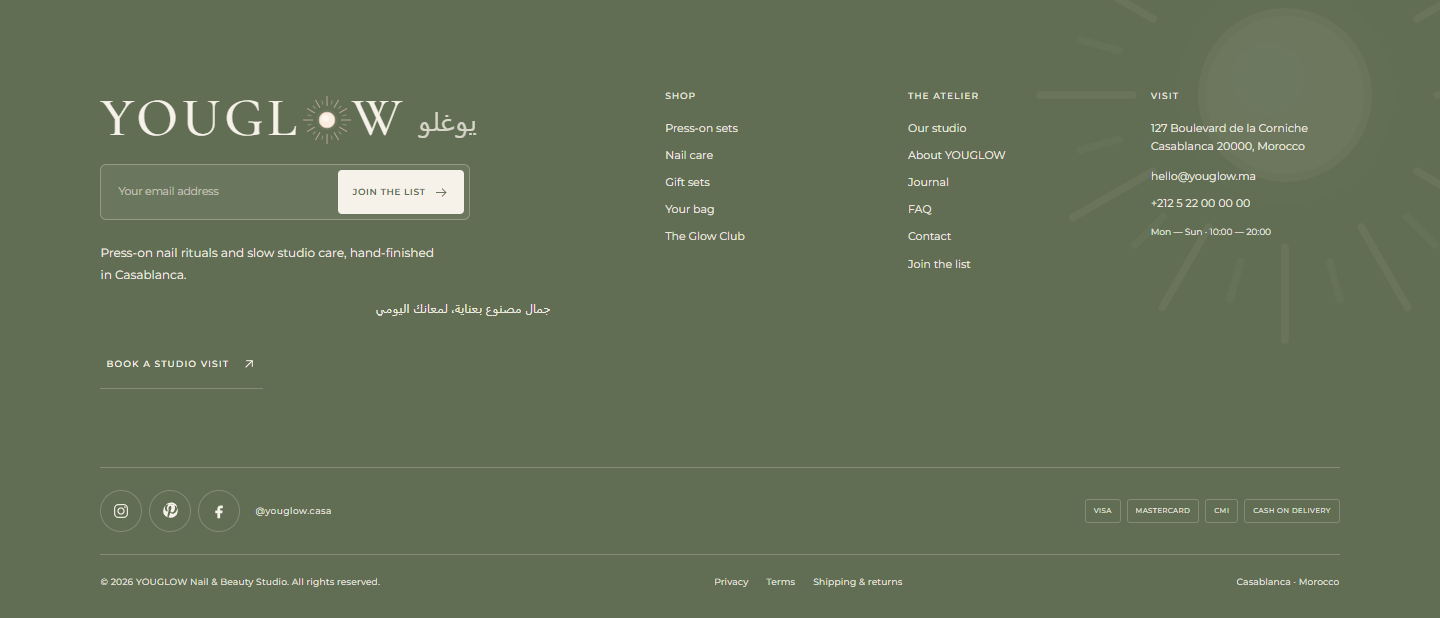 YOUGLOW يوغلو
Your email address
JOIN THE LIST
Press-on nail rituals and slow studio care, hand-finished
in Casablanca.
جمال مصنوع بعناية، لمعانك اليومي
BOOK A STUDIO VISIT
SHOP
Press-on sets
Nail care
Gift sets
Your bag
The Glow Club
THE ATELIER
Our studio
About YOUGLOW
Journal
FAQ
Contact
Join the list
VISIT
127 Boulevard de la Corniche
Casablanca 20000, Morocco
hello@youglow.ma
+212 5 22 00 00 00
Mon — Sun · 10:00 — 20:00
@youglow.casa
VISA
MASTERCARD
CMI
CASH ON DELIVERY
© 2026 YOUGLOW Nail & Beauty Studio. All rights reserved.
Privacy
Terms
Shipping & returns
Casablanca · Morocco